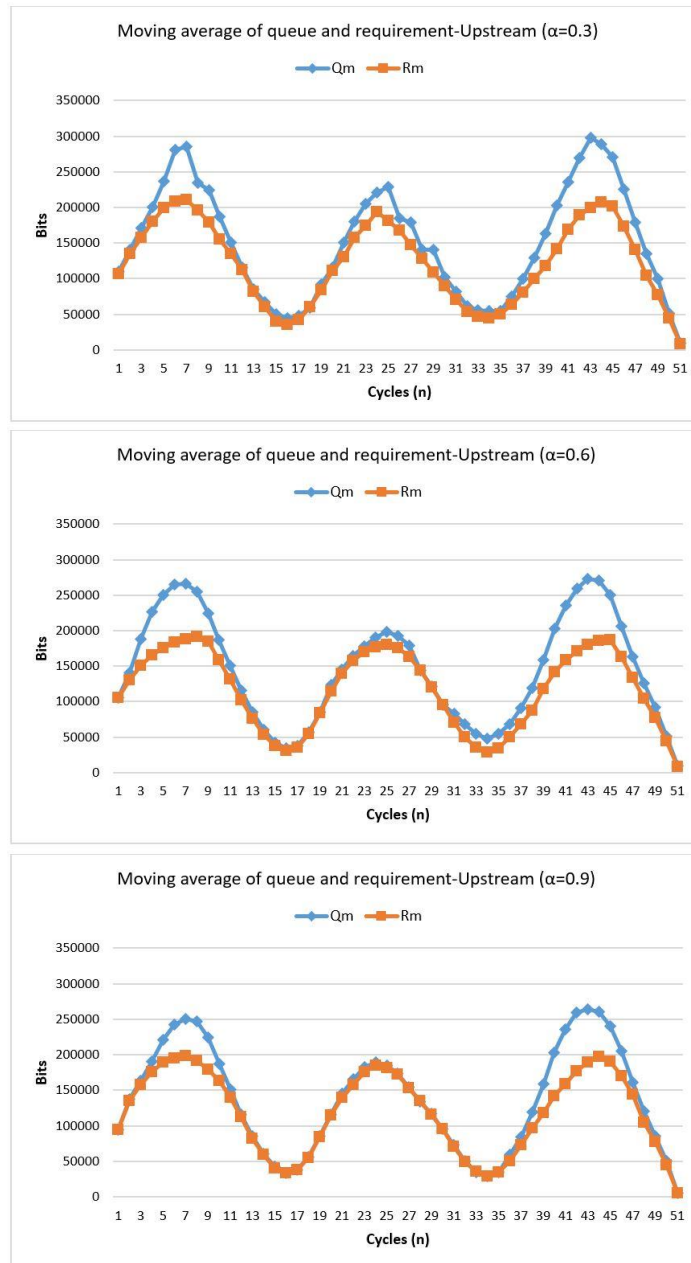 Moving average of queue and requirement-Upstream (α=0.3)
Qm Rm
350000
300000
250000
200000
150000
100000
50000
0
Bits
1 3 5 7 9 11 13 15 17 19 21 23 25 27 29 31 33 35 37 39 41 43 45 47 49 51
Cycles (n)
Moving average of queue and requirement-Upstream (α=0.6)
Qm Rm
350000
300000
250000
200000
150000
100000
50000
0
Bits
1 3 5 7 9 11 13 15 17 19 21 23 25 27 29 31 33 35 37 39 41 43 45 47 49 51
Cycles (n)
Moving average of queue and requirement-Upstream (α=0.9)
Qm Rm
350000
300000
250000
200000
150000
100000
50000
0
Bits
1 3 5 7 9 11 13 15 17 19 21 23 25 27 29 31 33 35 37 39 41 43 45 47 49 51
Cycles (n)